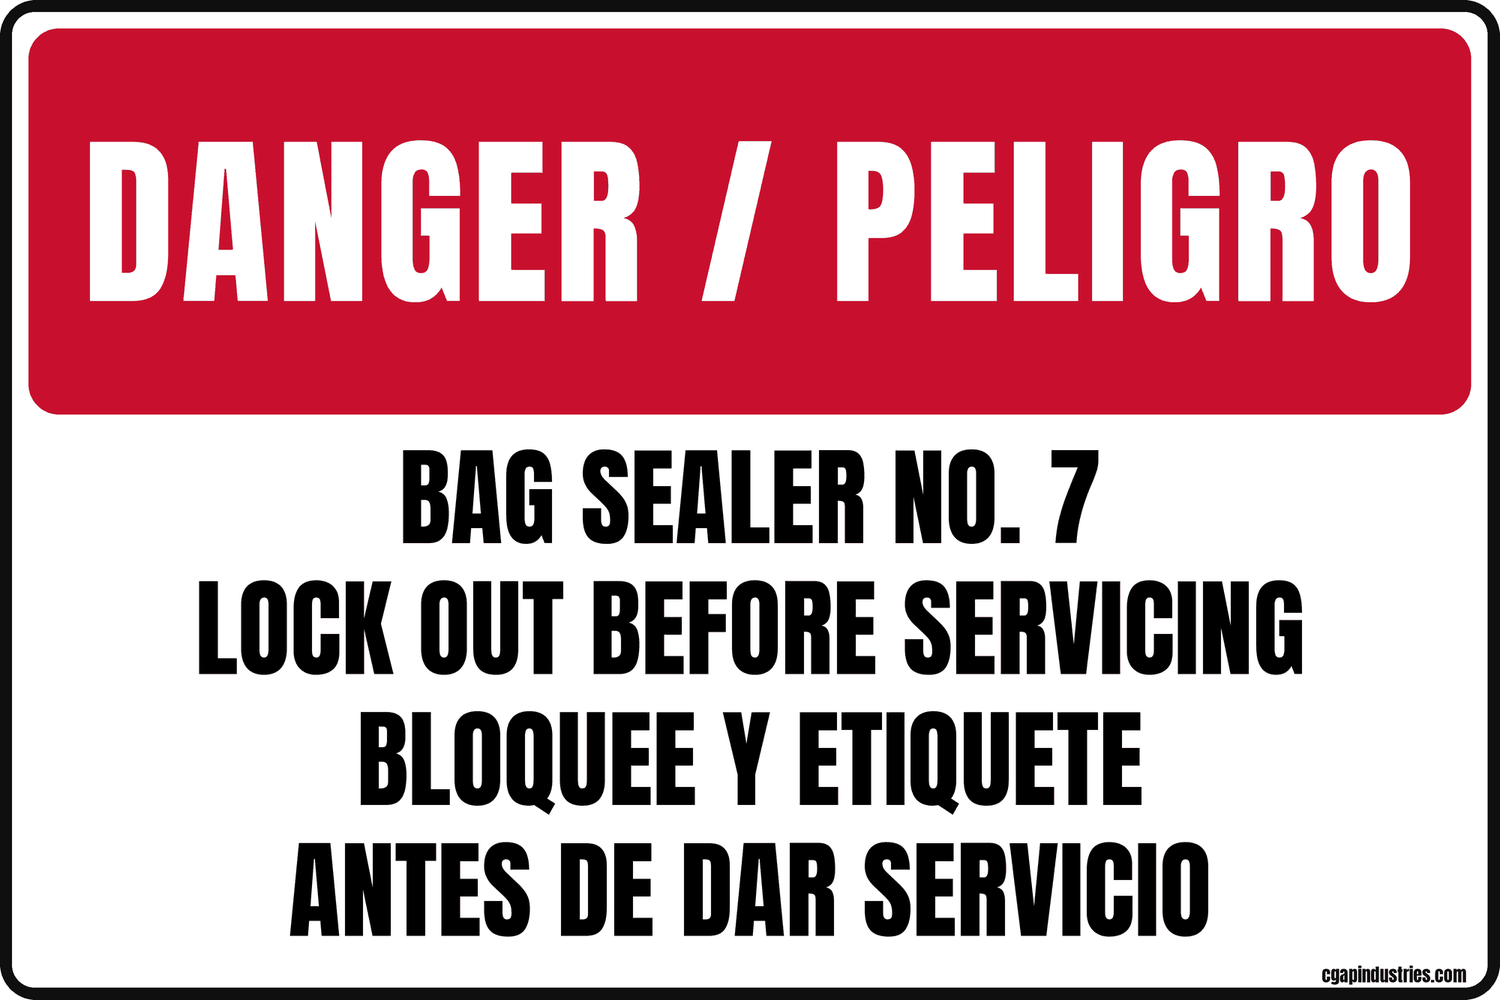 DANGER / PELIGRO
BAG SEALER NO. 7
LOCK OUT BEFORE SERVICING
BLOQUEE Y ETIQUETE
ANTES DE DAR SERVICIO
cgapindustries.com